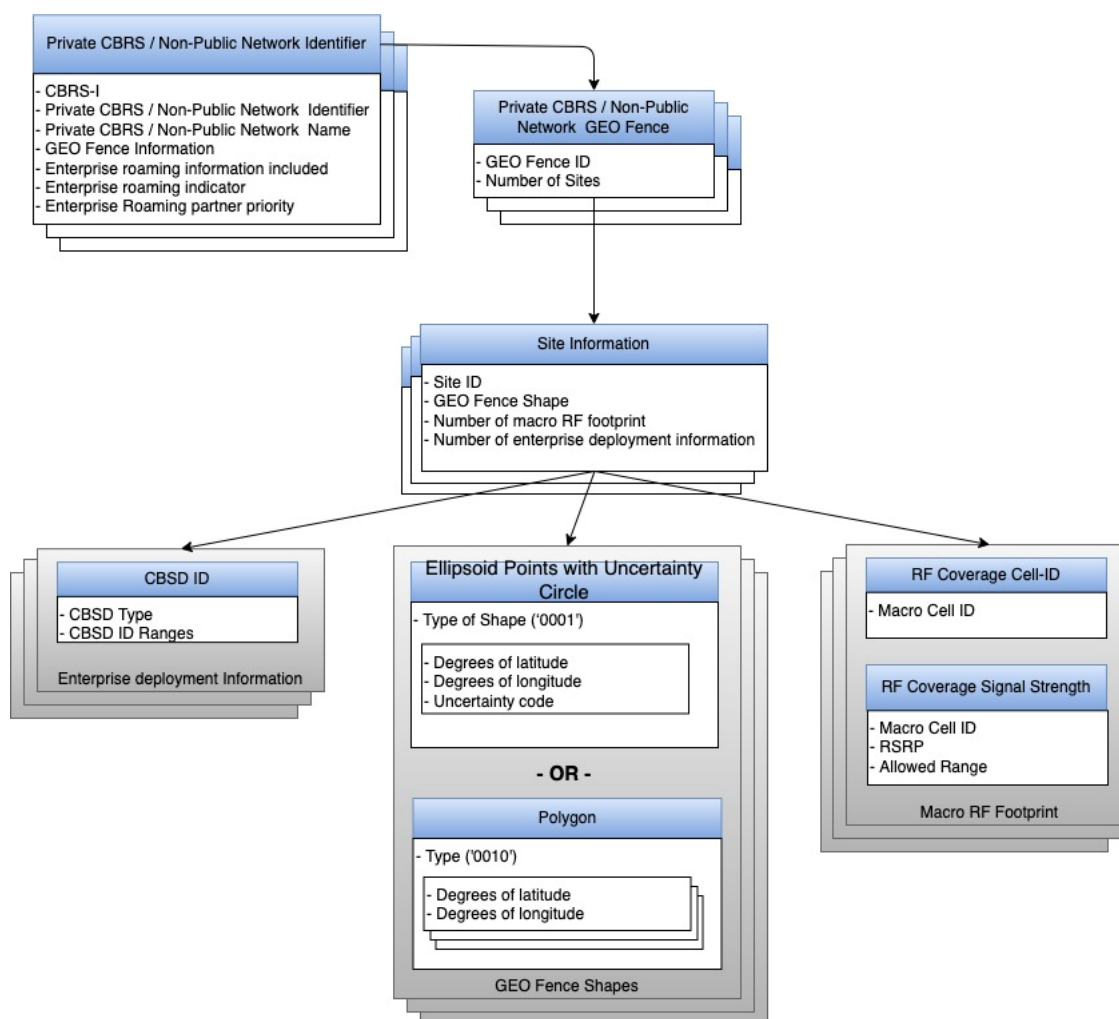 Private CBRS / Non-Public Network Identifier
- CBRS-I
- Private CBRS / Non-Public Network Identifier
- Private CBRS / Non-Public Network Name
- GEO Fence Information
- Enterprise roaming information included
- Enterprise roaming indicator
- Enterprise Roaming partner priority
Private CBRS / Non-Public
Network GEO Fence
- GEO Fence ID
- Number of Sites
Site Information
- Site ID
- GEO Fence Shape
- Number of macro RF footprint
- Number of enterprise deployment information
CBSD ID
- CBSD Type
- CBSD ID Ranges
Enterprise deployment Information
Ellipsoid Points with Uncertainty
Circle
- Type of Shape ('0001')
- Degrees of latitude
- Degrees of longitude
- Uncertainty code
- OR -
Polygon
- Type ('0010')
- Degrees of latitude
- Degrees of longitude
GEO Fence Shapes
RF Coverage Cell-ID
- Macro Cell ID
RF Coverage Signal Strength
- Macro Cell ID
- RSRP
- Allowed Range
Macro RF Footprint